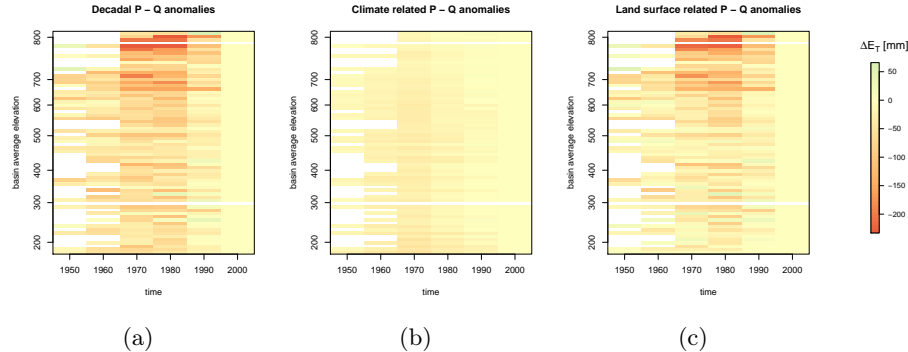 Decadal P − Q anomalies
800
700
600
500
400
300
200
basin average elevation
1950 1960 1970 1980 1990 2000
time
(a)
Climate related P − Q anomalies
800
700
600
500
400
300
200
basin average elevation
1950 1960 1970 1980 1990 2000
time
(b)
Land surface related P − Q anomalies
800
700
600
500
400
300
200
basin average elevation
1950 1960 1970 1980 1990 2000
time
(c)
ΔE_T [mm]
50
0
−50
−100
−150
−200